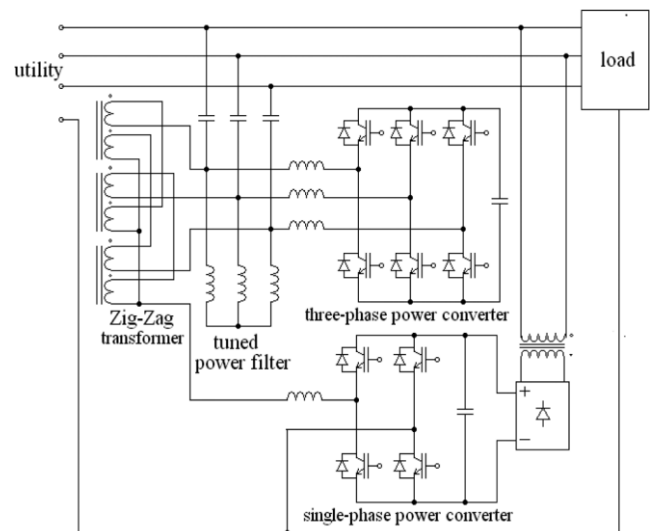 utility
load
Zig-Zag
transformer
tuned
power filter
three-phase power converter
+
−
single-phase power converter